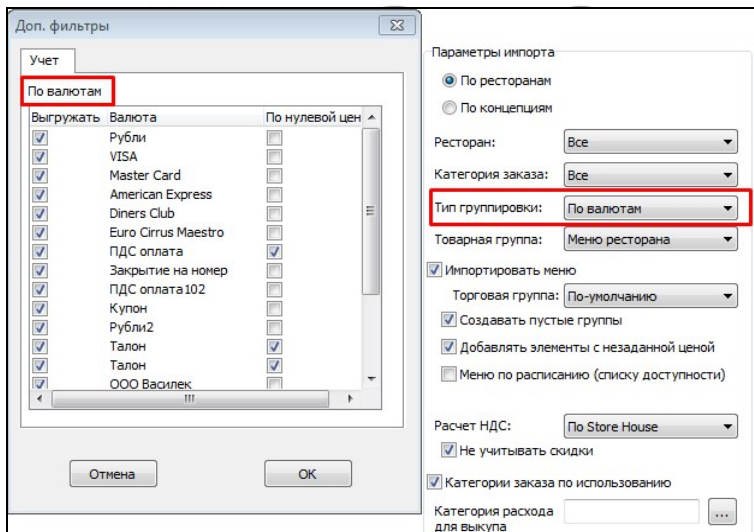 Доп. фильтры
Учет
По валютам
Выгружать Валюта По нулевой цен
Рубли
VISA
Master Card
American Express
Diners Club
Euro Cirrus Maestro
ПДС оплата
Закрытие на номер
ПДС оплата102
Купон
Рубли2
Талон
Талон
ООО Василек
Отмена OK
Параметры импорта
По ресторанам
По концепциям
Ресторан: Все
Категория заказа: Все
Тип группировки: По валютам
Товарная группа: Меню ресторана
Импортировать меню
Торговая группа: По-умолчанию
Создавать пустые группы
Добавлять элементы с незаданной ценой
Меню по расписанию (списку доступности)
Расчет НДС: По Store House
Не учитывать скидки
Категории заказа по использованию
Категория расхода
для выкупа ...